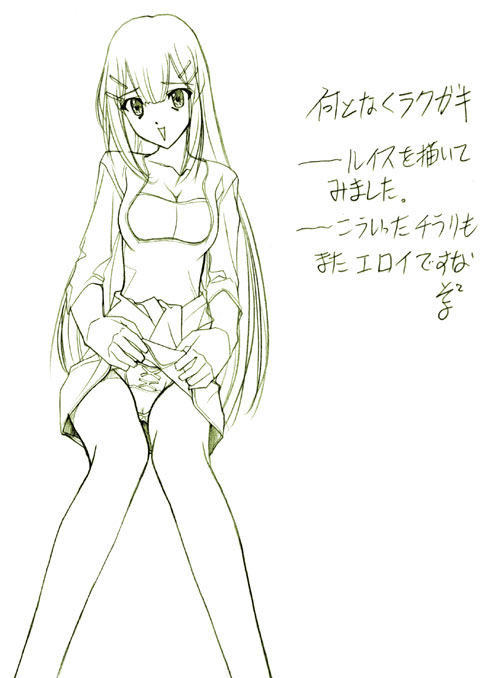 何となくラクガキ
――ルイスを描いて
みました。
――こういったチラリも
またエロイですな